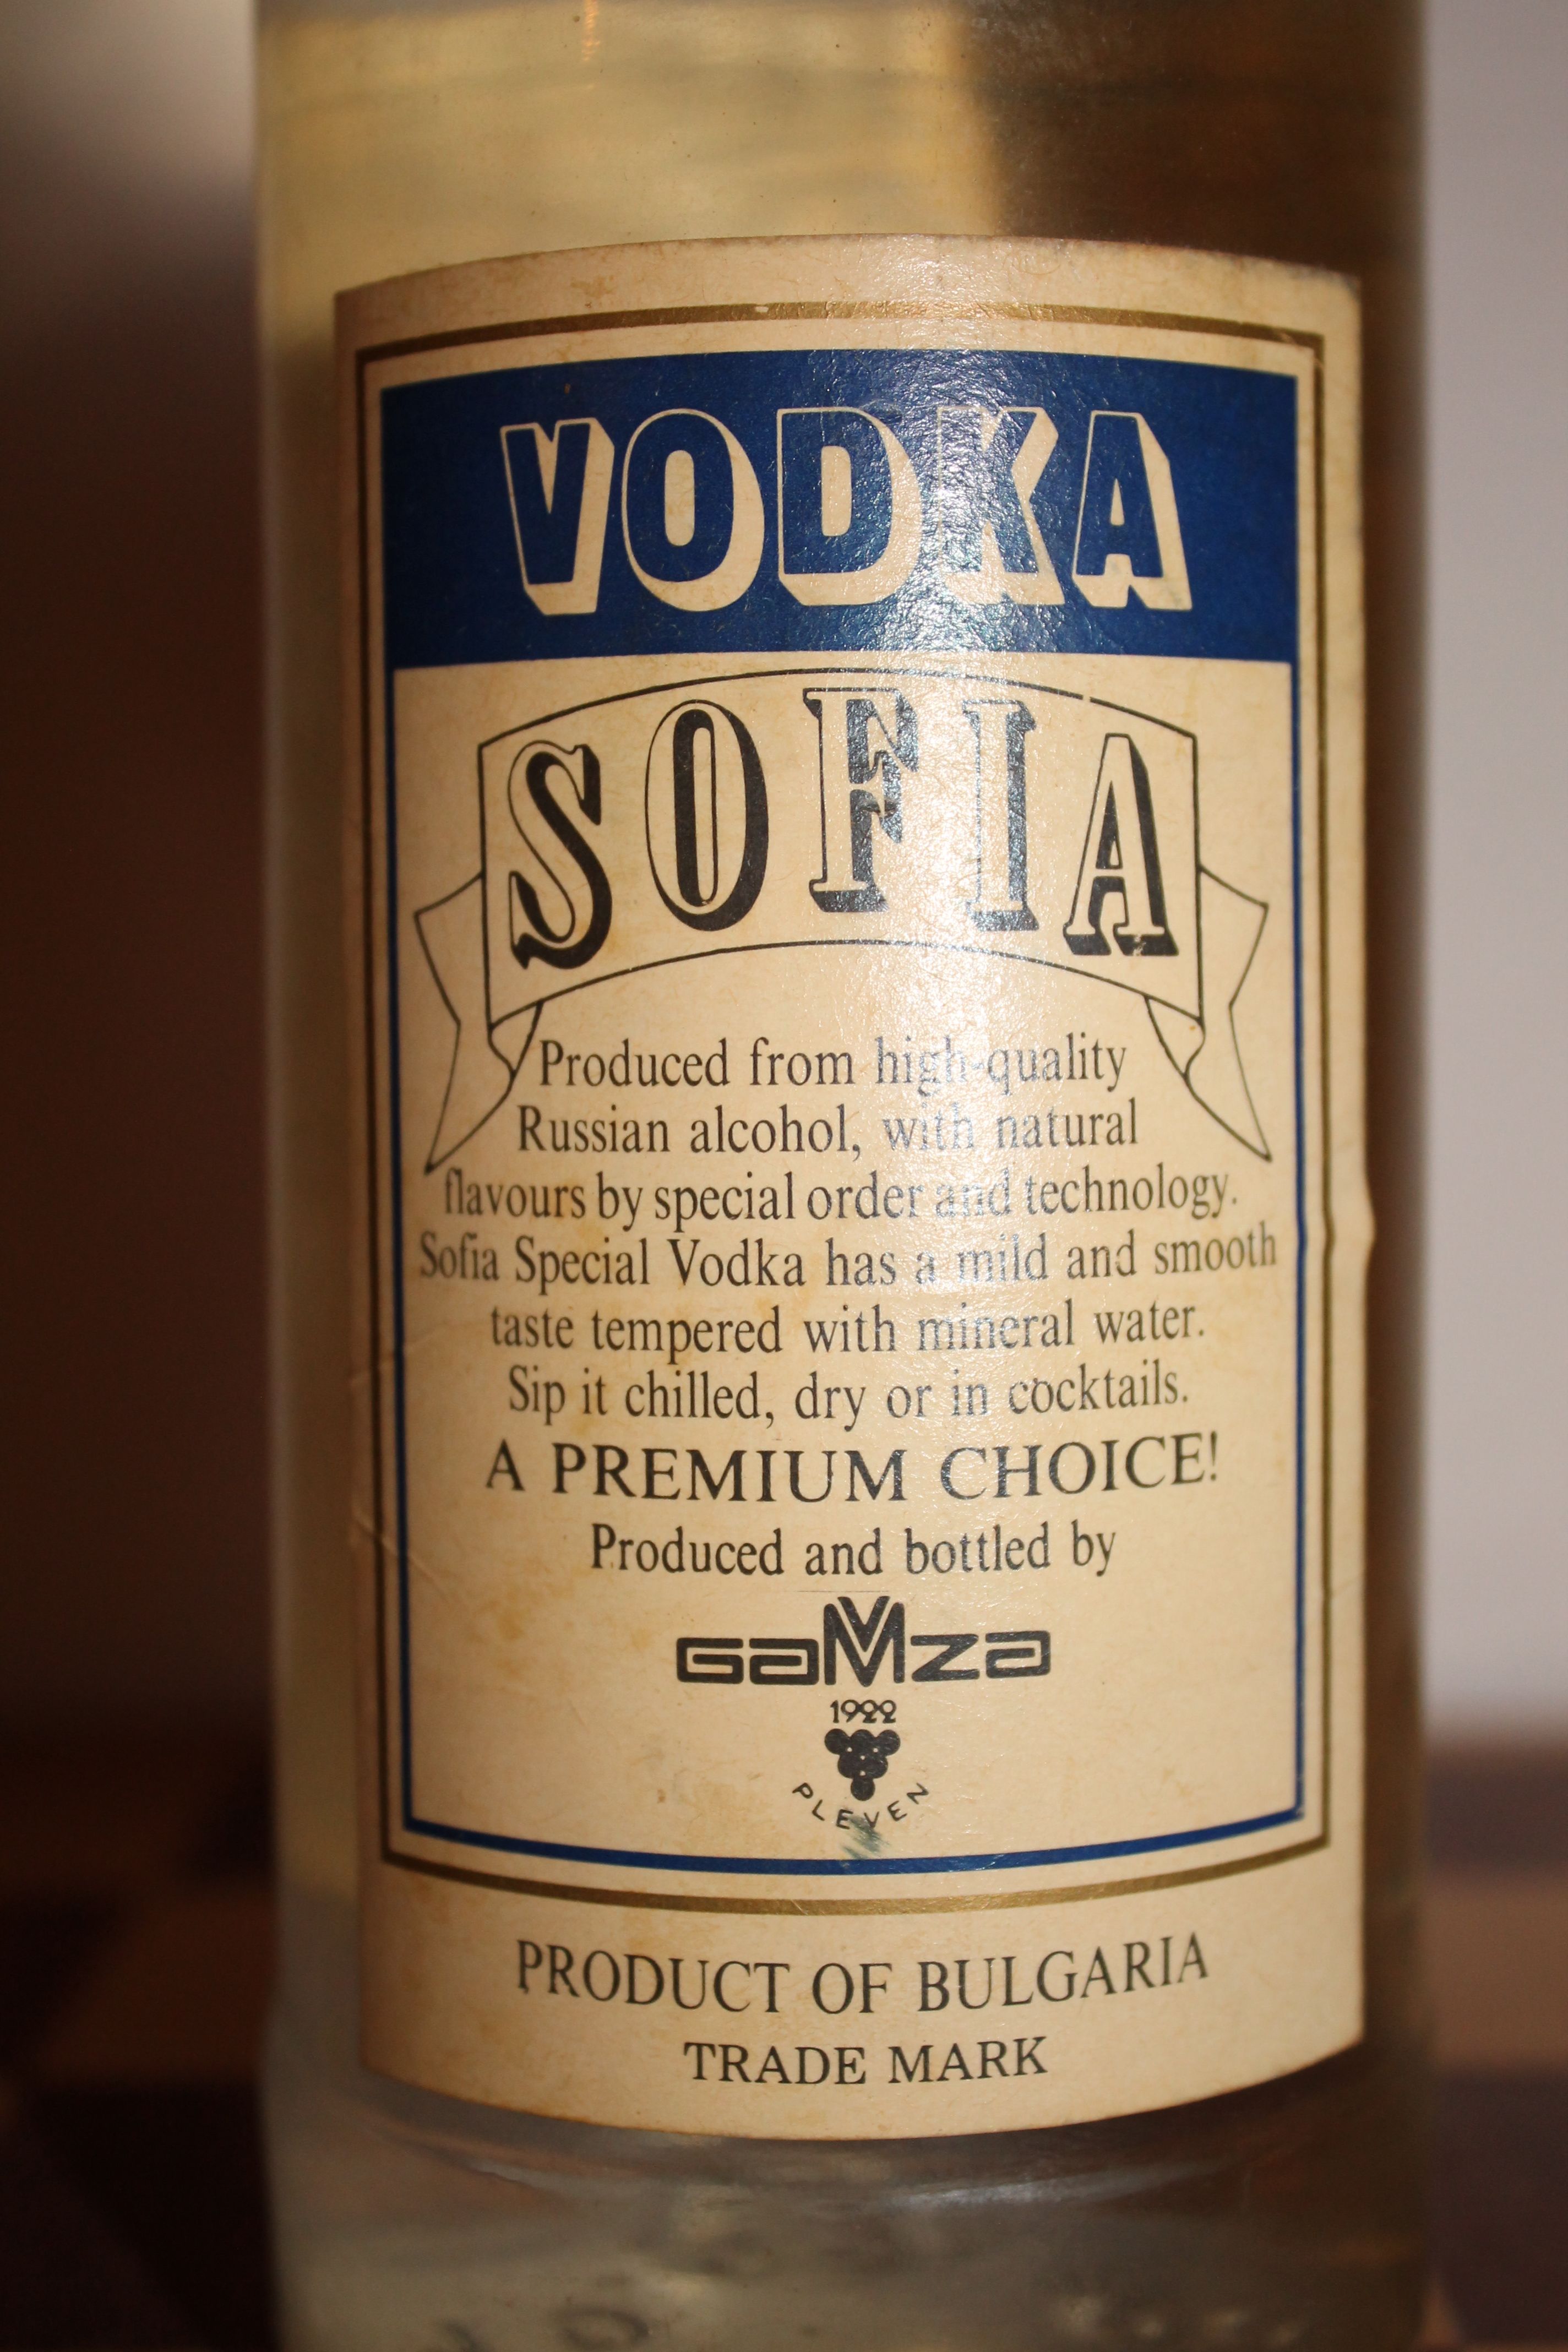 VODKA
SOFIA
Produced from high-quality
Russian alcohol, with natural
flavours by special order and technology.
Sofia Special Vodka has a mild and smooth
taste tempered with mineral water.
Sip it chilled, dry or in cocktails.
A PREMIUM CHOICE!
Produced and bottled by
GaMza
1922
PLEVEN
PRODUCT OF BULGARIA
TRADE MARK